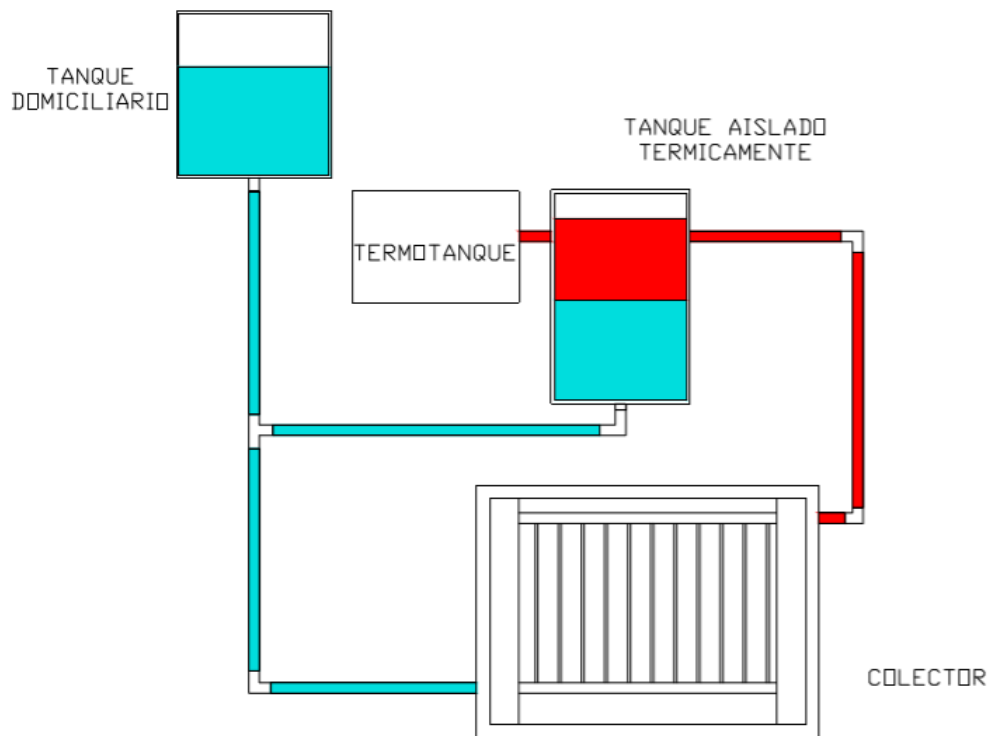 TANQUE
DOMICILIARIO
TANQUE AISLADO
TERMICAMENTE
TERMOTANQUE
COLECTOR